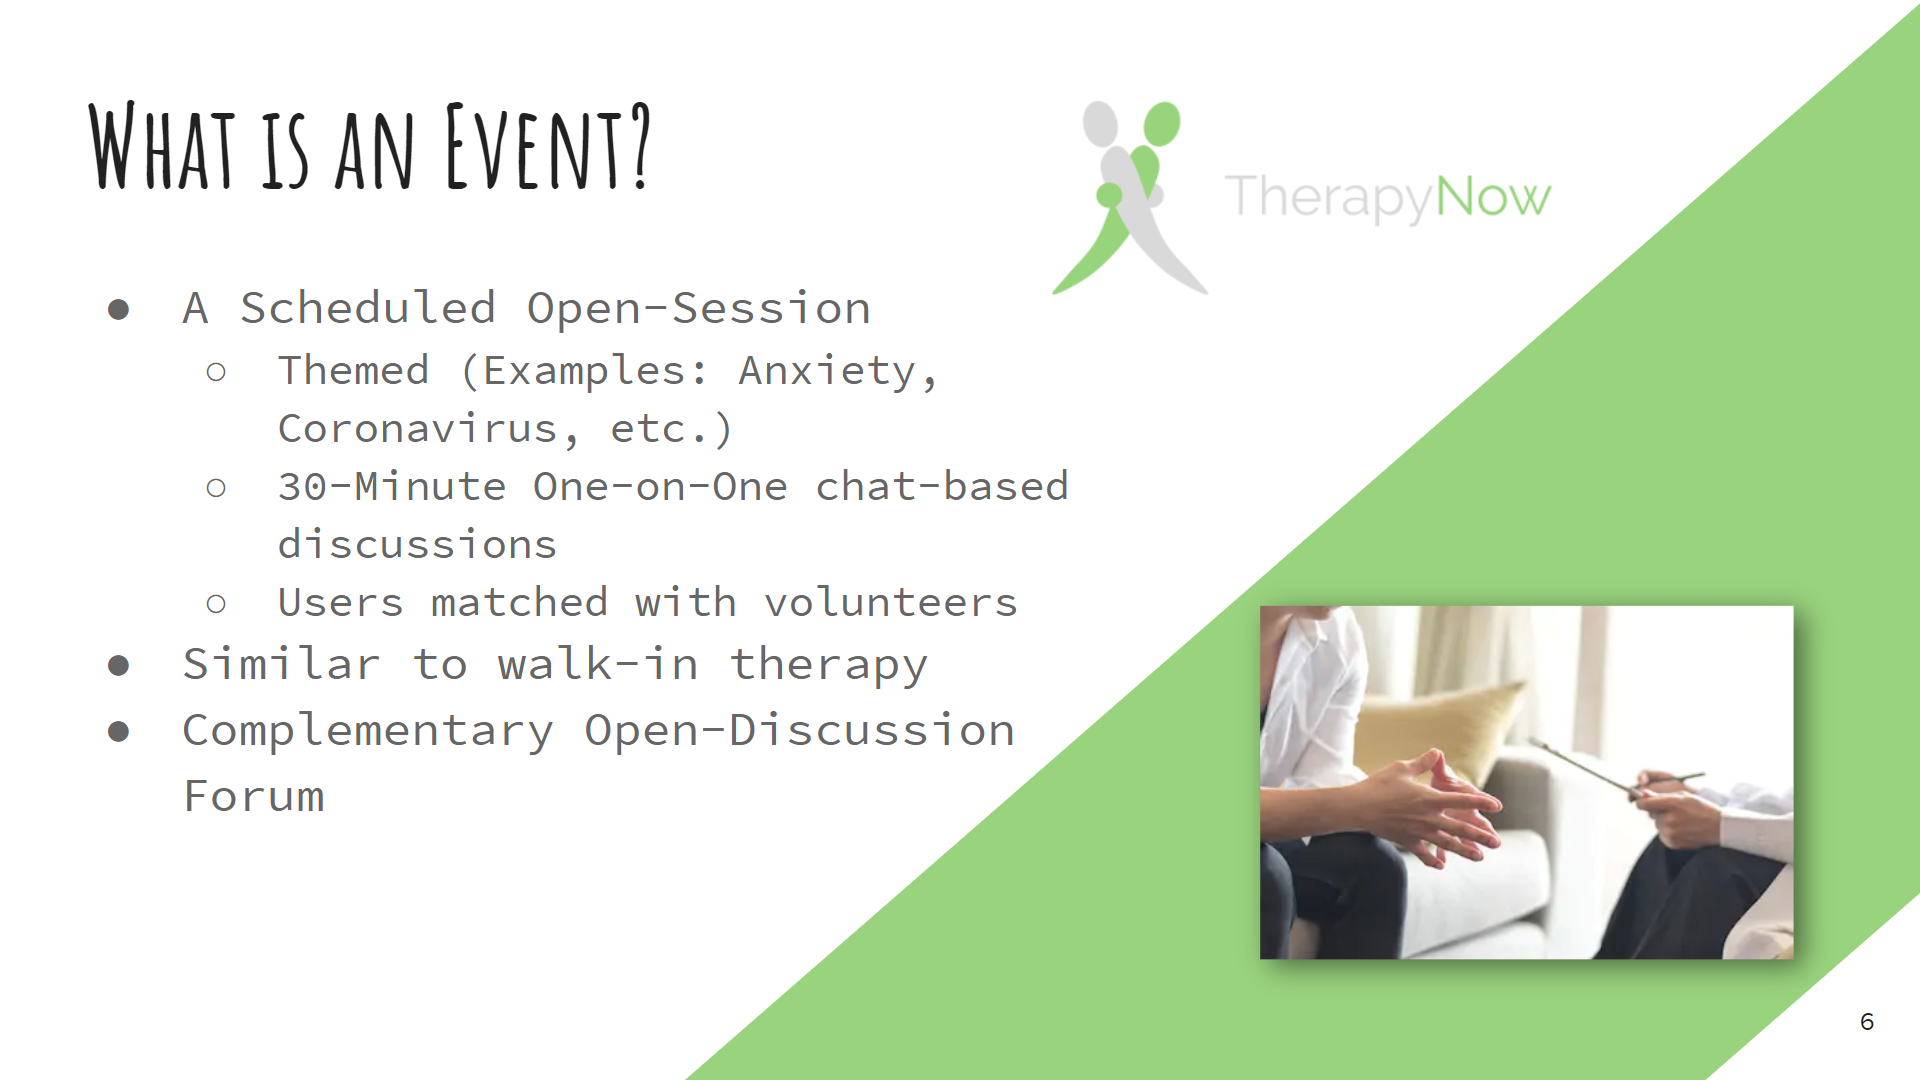 What is an Event?
TherapyNow
● A Scheduled Open-Session
○ Themed (Examples: Anxiety,
Coronavirus, etc.)
○ 30-Minute One-on-One chat-based
discussions
○ Users matched with volunteers
● Similar to walk-in therapy
● Complementary Open-Discussion
Forum
6